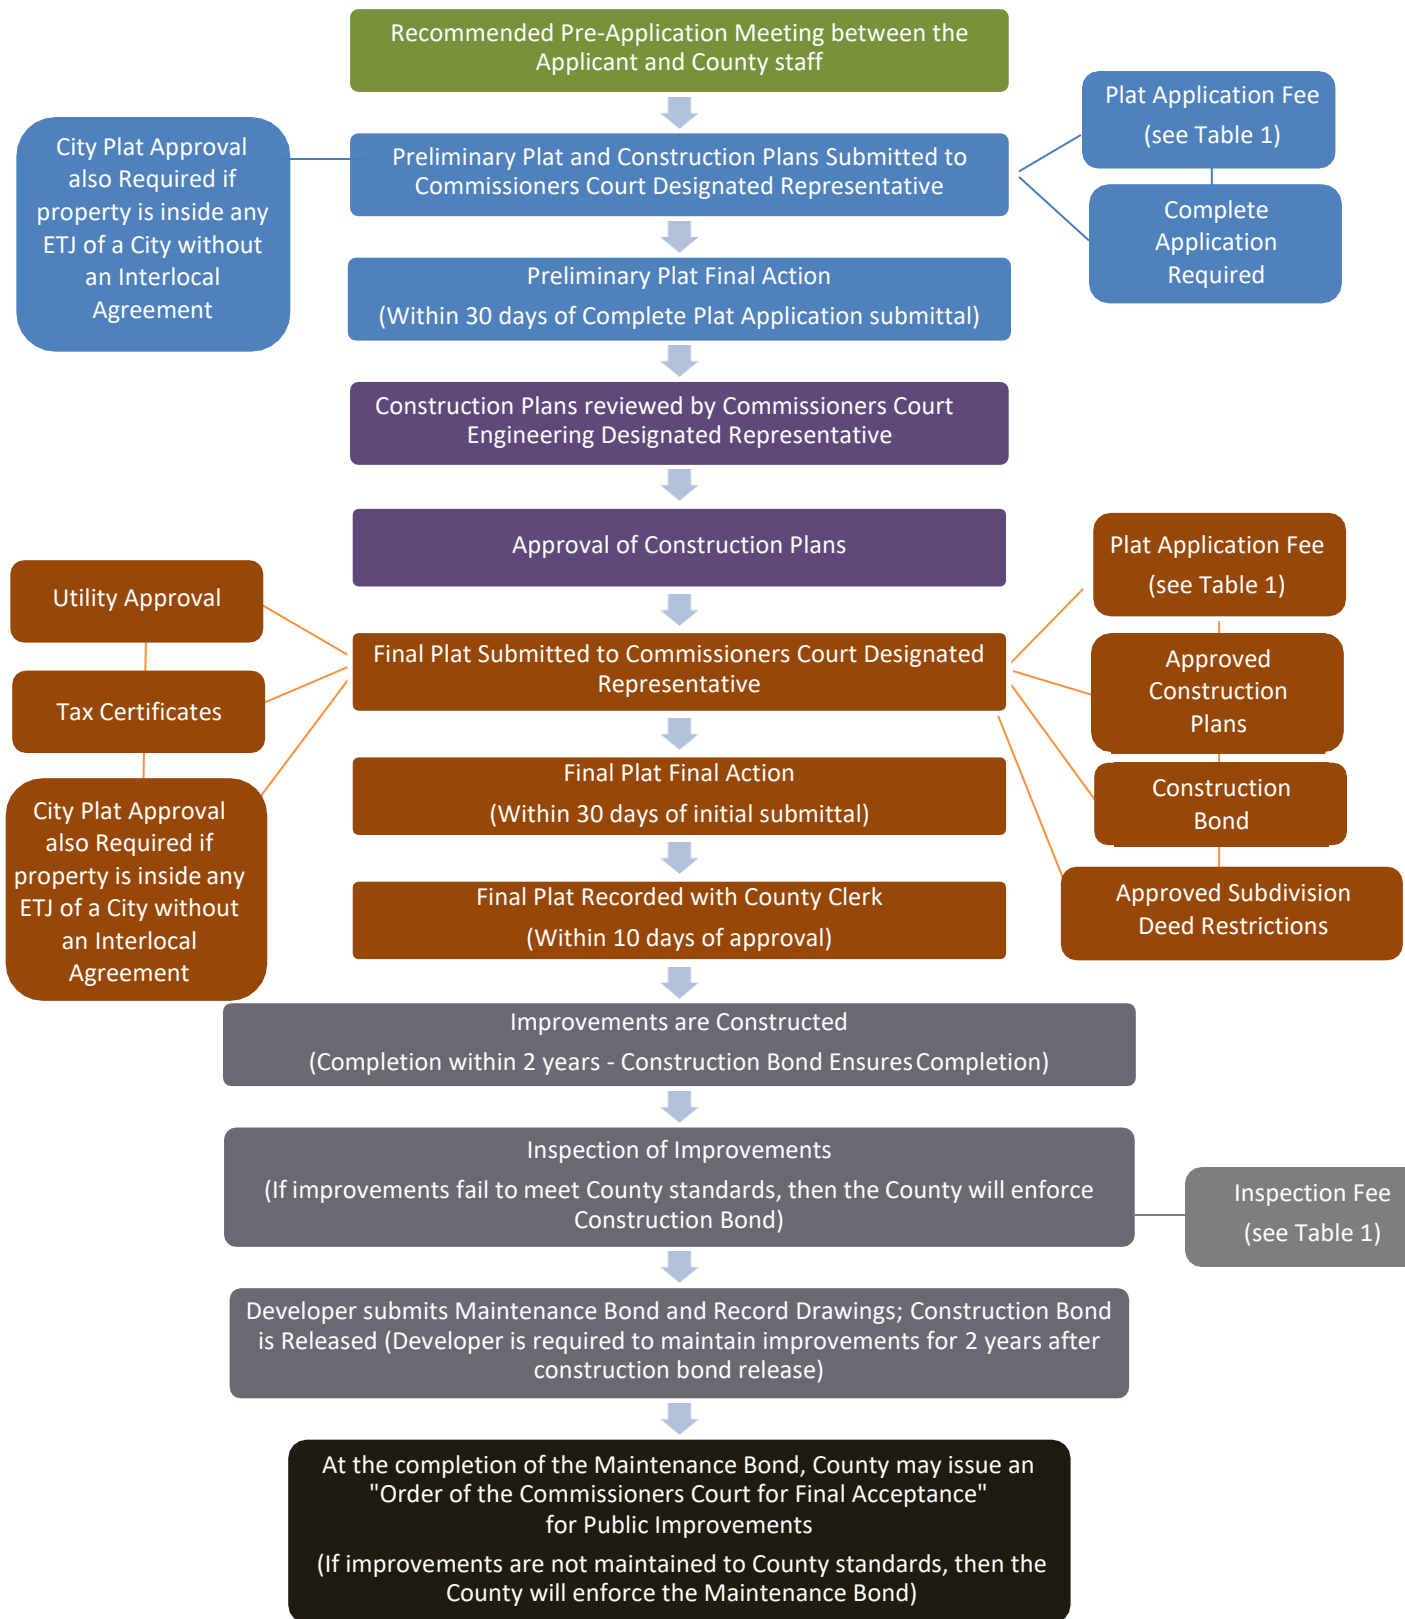 Recommended Pre-Application Meeting between the
Applicant and County staff
Plat Application Fee
(see Table 1)
City Plat Approval
also Required if
property is inside any
ETJ of a City without
an Interlocal
Agreement
Preliminary Plat and Construction Plans Submitted to
Commissioners Court Designated Representative
Complete
Application
Required
Preliminary Plat Final Action
(Within 30 days of Complete Plat Application submittal)
Construction Plans reviewed by Commissioners Court
Engineering Designated Representative
Approval of Construction Plans
Plat Application Fee
(see Table 1)
Utility Approval
Final Plat Submitted to Commissioners Court Designated
Representative
Approved
Construction
Plans
Tax Certificates
Final Plat Final Action
(Within 30 days of initial submittal)
Construction
Bond
City Plat Approval
also Required if
property is inside any
ETJ of a City without
an Interlocal
Agreement
Final Plat Recorded with County Clerk
(Within 10 days of approval)
Approved Subdivision
Deed Restrictions
Improvements are Constructed
(Completion within 2 years - Construction Bond Ensures Completion)
Inspection of Improvements
(If improvements fail to meet County standards, then the County will enforce
Construction Bond)
Inspection Fee
(see Table 1)
Developer submits Maintenance Bond and Record Drawings; Construction Bond
is Released (Developer is required to maintain improvements for 2 years after
construction bond release)
At the completion of the Maintenance Bond, County may issue an
"Order of the Commissioners Court for Final Acceptance"
for Public Improvements
(If improvements are not maintained to County standards, then the
County will enforce the Maintenance Bond)